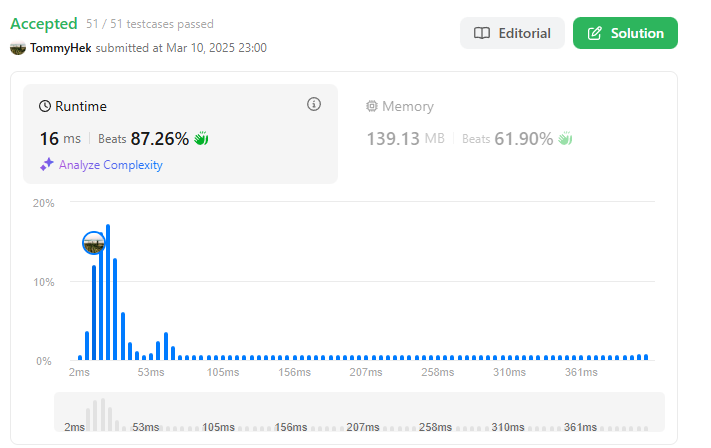 Accepted 51 / 51 testcases passed
TommyHek submitted at Mar 10, 2025 23:00
Editorial
Solution
Runtime
16 ms Beats 87.26%
Analyze Complexity
Memory
139.13 MB Beats 61.90%
20%
10%
0%
2ms 53ms 105ms 156ms 207ms 258ms 310ms 361ms
2ms 53ms 105ms 156ms 207ms 258ms 310ms 361ms